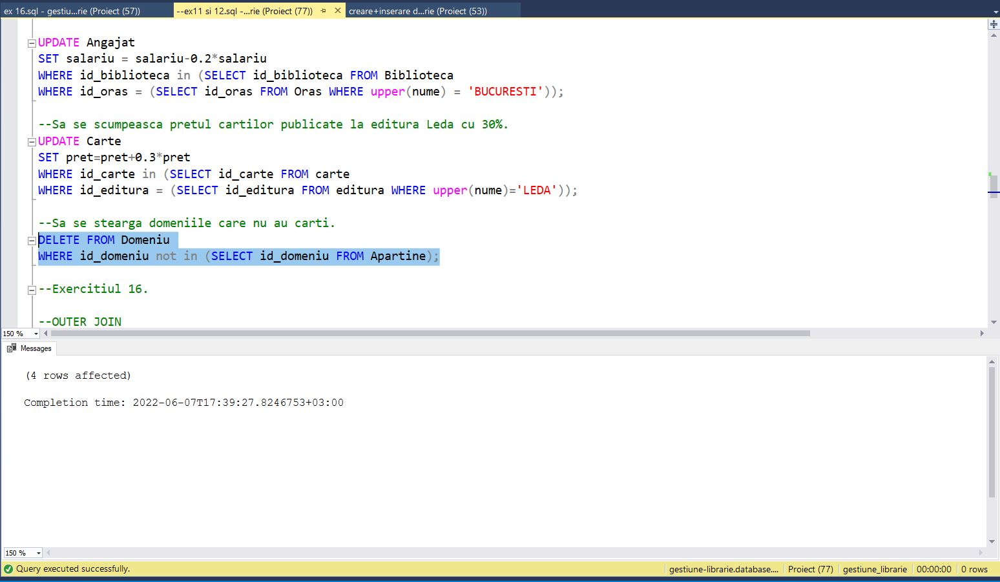 ex 16.sql - gestiu...rie (Proiect (57))
--ex11 si 12.sql -...rie (Proiect (77))
creare+inserare d...rie (Proiect (53))
UPDATE Angajat
SET salariu = salariu-0.2*salariu
WHERE id_biblioteca in (SELECT id_biblioteca FROM Biblioteca
WHERE id_oras = (SELECT id_oras FROM Oras WHERE upper(nume) = 'BUCURESTI'));
--Sa se scumpeasca pretul cartilor publicate la editura Leda cu 30%.
UPDATE Carte
SET pret=pret+0.3*pret
WHERE id_carte in (SELECT id_carte FROM carte
WHERE id_editura = (SELECT id_editura FROM editura WHERE upper(nume)='LEDA'));
--Sa se stearga domeniile care nu au carti.
DELETE FROM Domeniu
WHERE id_domeniu not in (SELECT id_domeniu FROM Apartine);
--Exercitiul 16.
--OUTER JOIN
150 %
Messages
(4 rows affected)
Completion time: 2022-06-07T17:39:27.8246753+03:00
150 %
Query executed successfully.
gestiune-librarie.database....
Proiect (77)
gestiune_librarie
00:00:00
0 rows